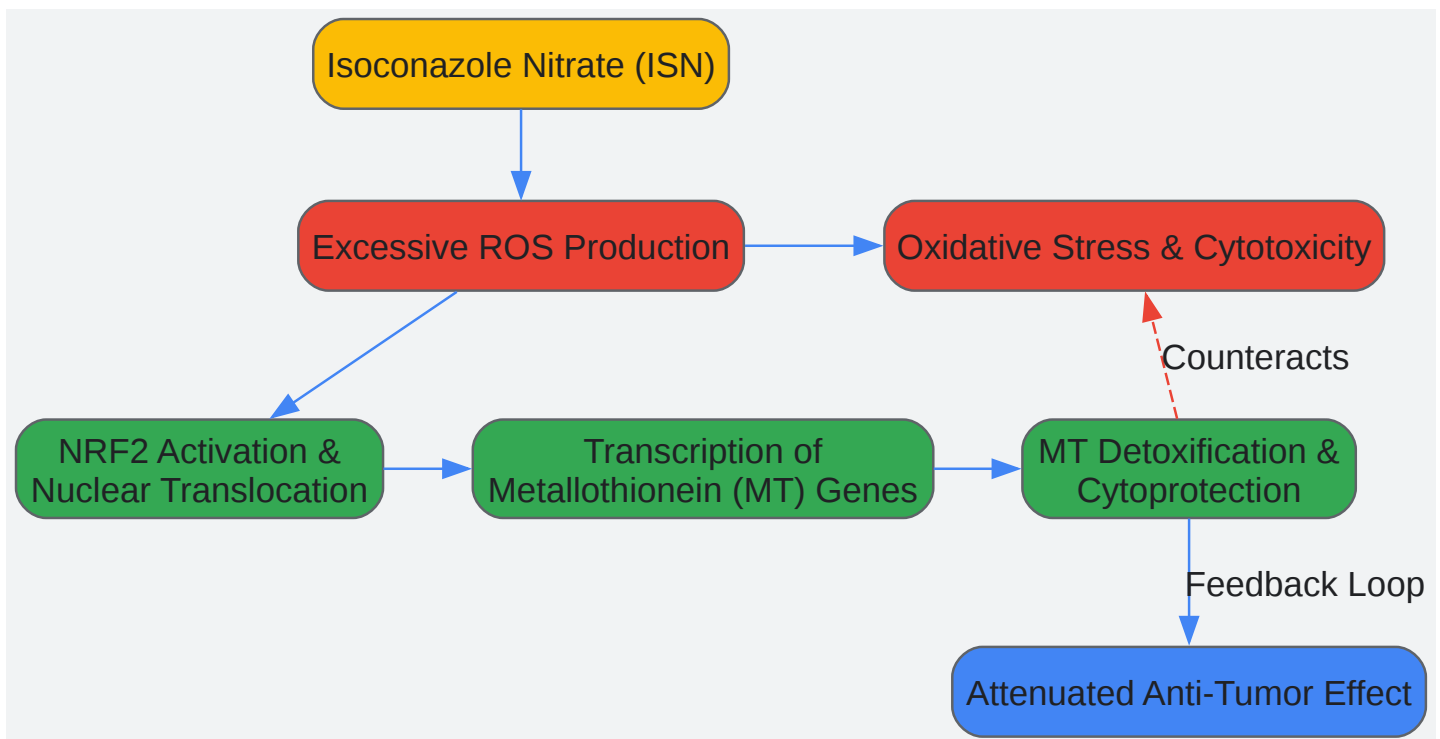 Isoconazole Nitrate (ISN)
Excessive ROS Production
Oxidative Stress & Cytotoxicity
Counteracts
NRF2 Activation &
Nuclear Translocation
Transcription of
Metallothionein (MT) Genes
MT Detoxification &
Cytoprotection
Feedback Loop
Attenuated Anti-Tumor Effect